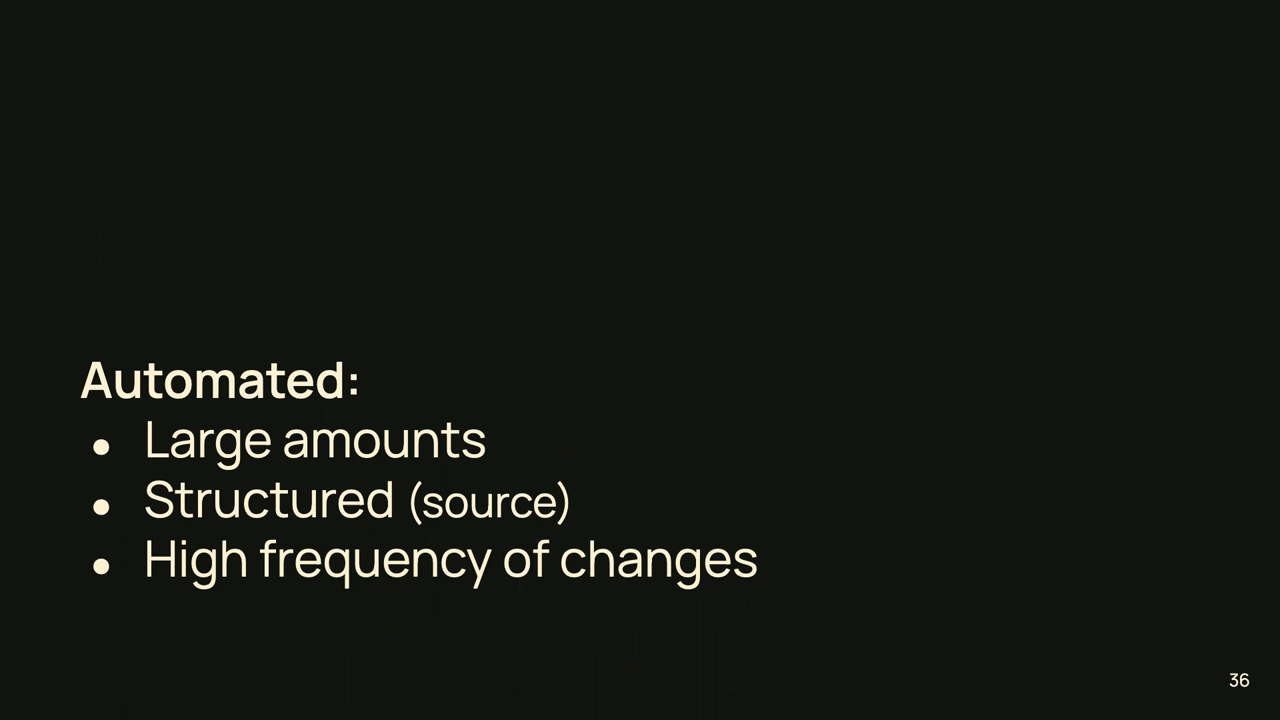 Automated:
● Large amounts
● Structured (source)
● High frequency of changes
36